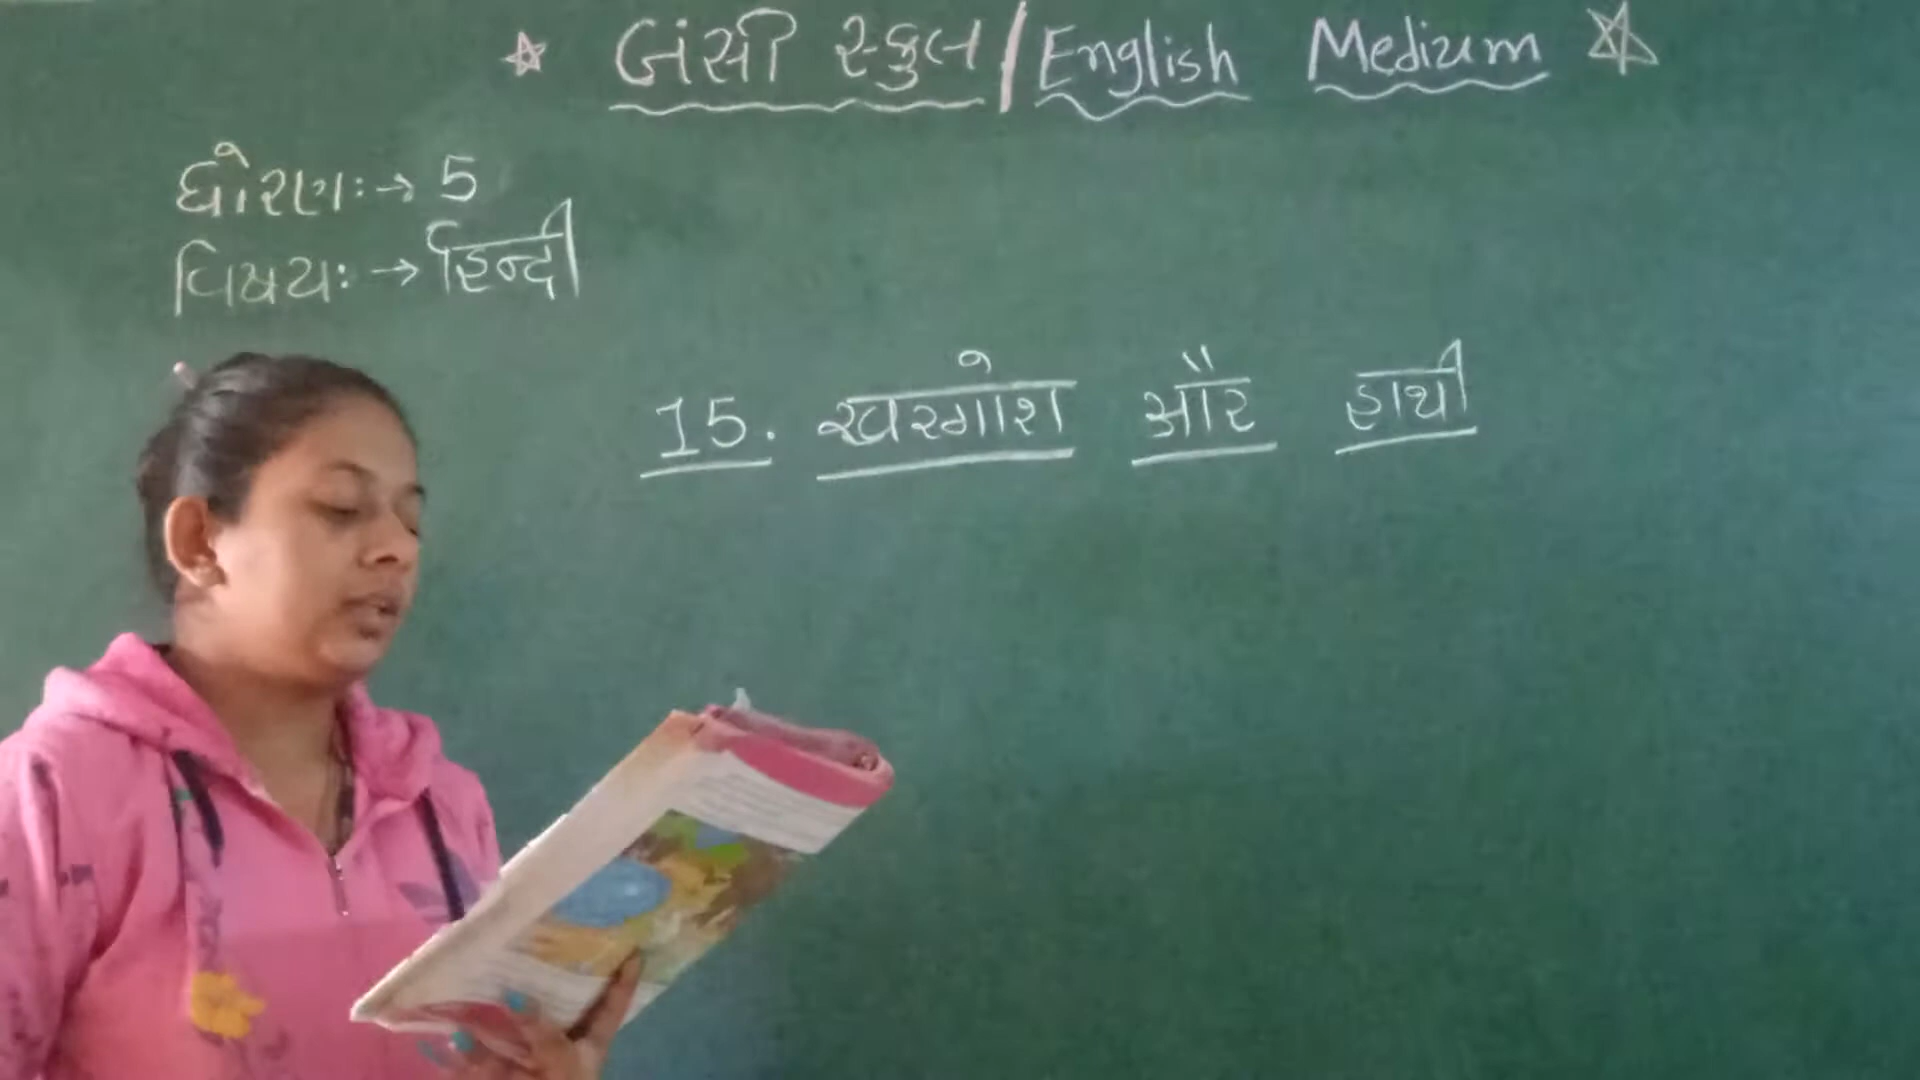 બંસી સ્કુલ / English Medium
ધોરણ :→ 5
વિષય :→ हिन्दी
15. खरगोश और हाथी